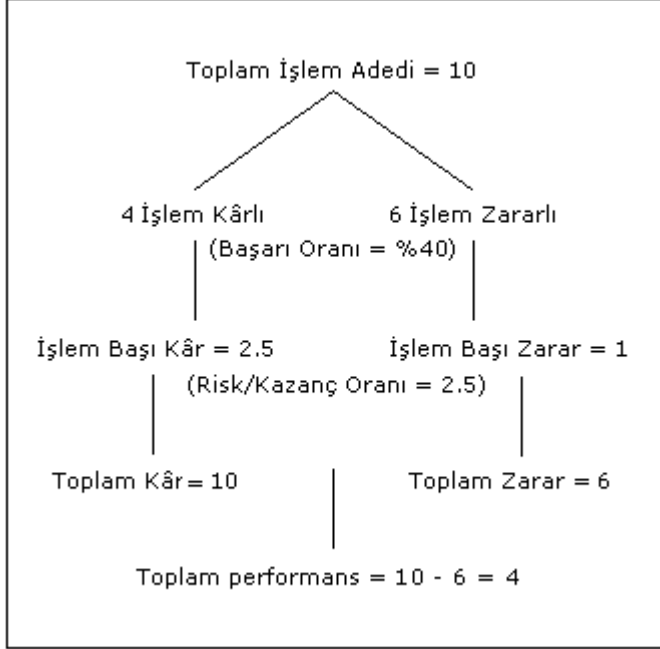 Toplam İşlem Adedi = 10
4 İşlem Kârlı 6 İşlem Zararlı
(Başarı Oranı = %40)
İşlem Başı Kâr = 2.5 İşlem Başı Zarar = 1
(Risk/Kazanç Oranı = 2.5)
Toplam Kâr = 10 Toplam Zarar = 6
Toplam performans = 10 - 6 = 4